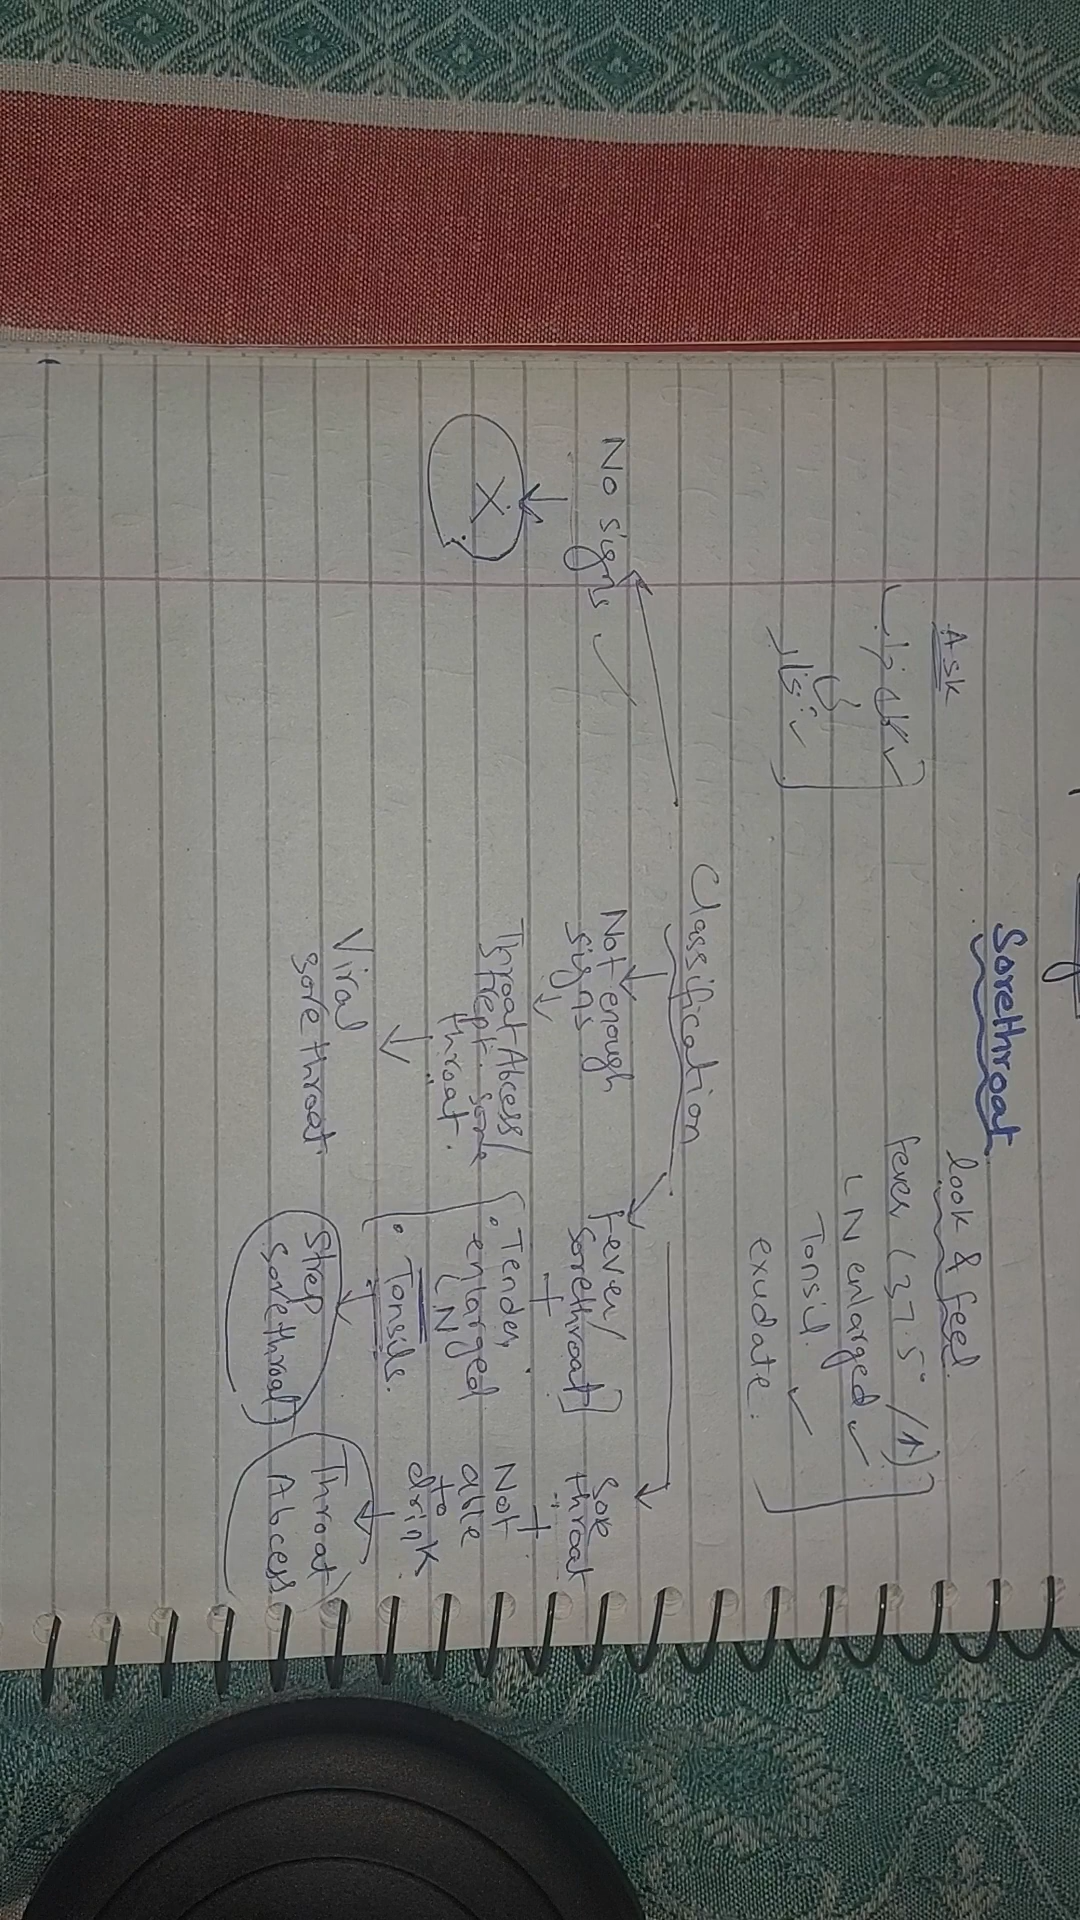 Sorethroat
Ask
look & feel
fever (37.5° / ↑)
LN enlarged ✓
Tonsil ✓
exudate.
Classification
No signs ✓
X
Not enough
signs
Throat Abcess/
strept. sore
throat.
Viral
sore throat
Fever/
Sorethroat]
+
• Tender,
enlarged
LN
• Tonsils.
Strep
sorethroat
Sore
throat
+
Not
able
to
drink.
Throat
Abcess